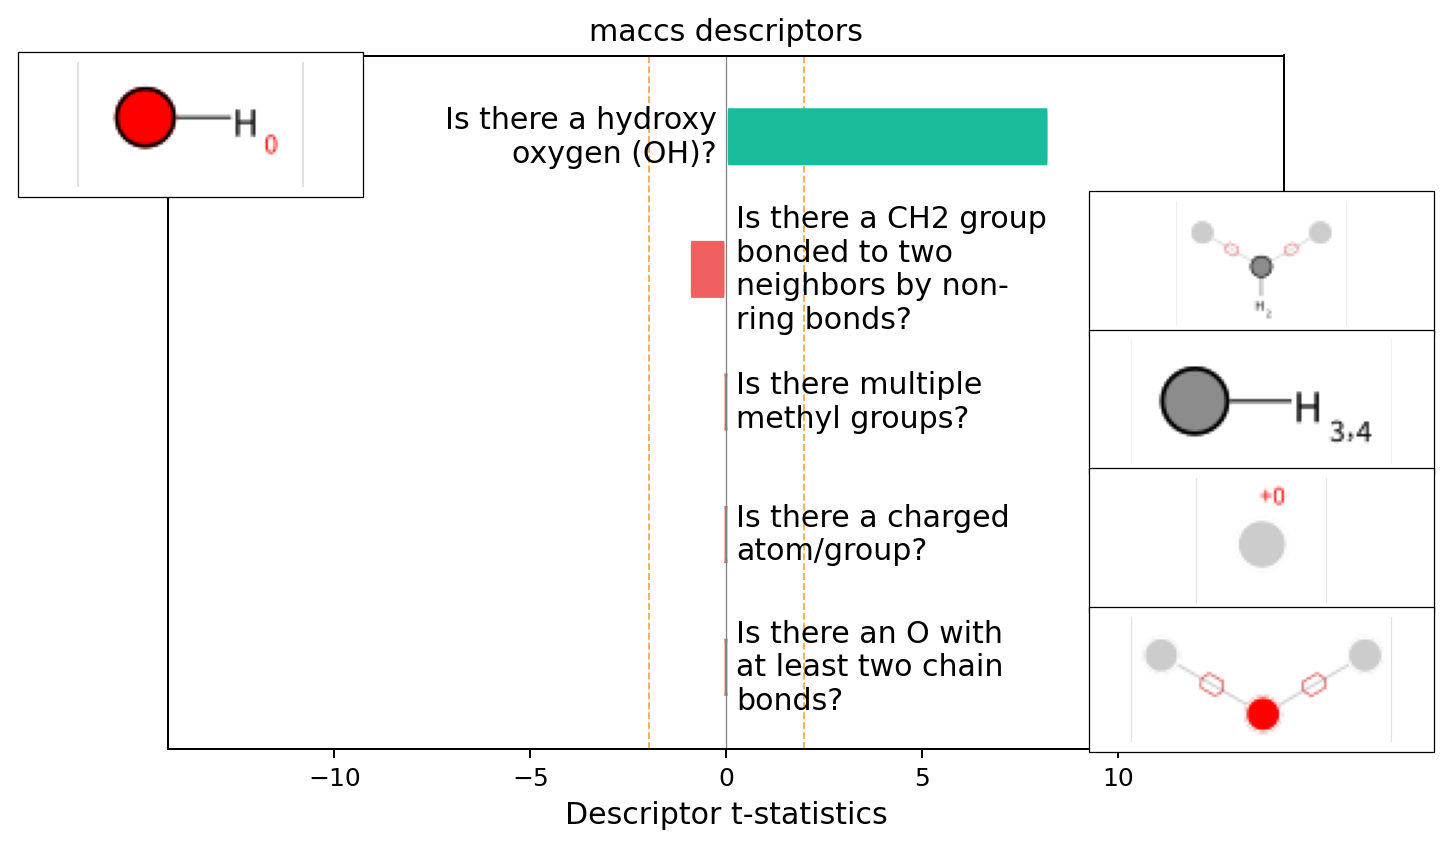 maccs descriptors
H
0
Is there a hydroxy
oxygen (OH)?
Is there a CH2 group
bonded to two
neighbors by non-
ring bonds?
H
2
Is there multiple
methyl groups?
H
3,4
Is there a charged
atom/group?
+0
Is there an O with
at least two chain
bonds?
−10 −5 0 5 10
Descriptor t-statistics